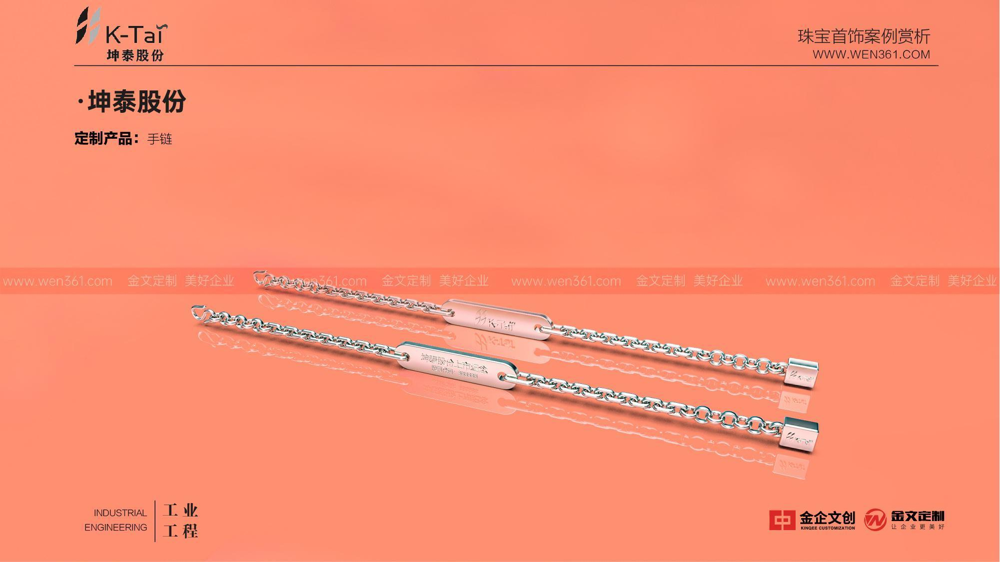 K-Tai
坤泰股份
珠宝首饰案例赏析
WWW.WEN361.COM
·坤泰股份
定制产品：手链
www.wen361.com 金文定制 美好企业 www.wen361.com 金文定制 美好企业 www.wen361.com 金文定制 美好企业 www.wen361.com 金文定制 美好企业
K-Tai
坤泰股份上市纪念
K-Tai
K-Tai
INDUSTRIAL
ENGINEERING
工业
工程
金企文创
KINQEE CUSTOMIZATION
金文定制
让企业更美好